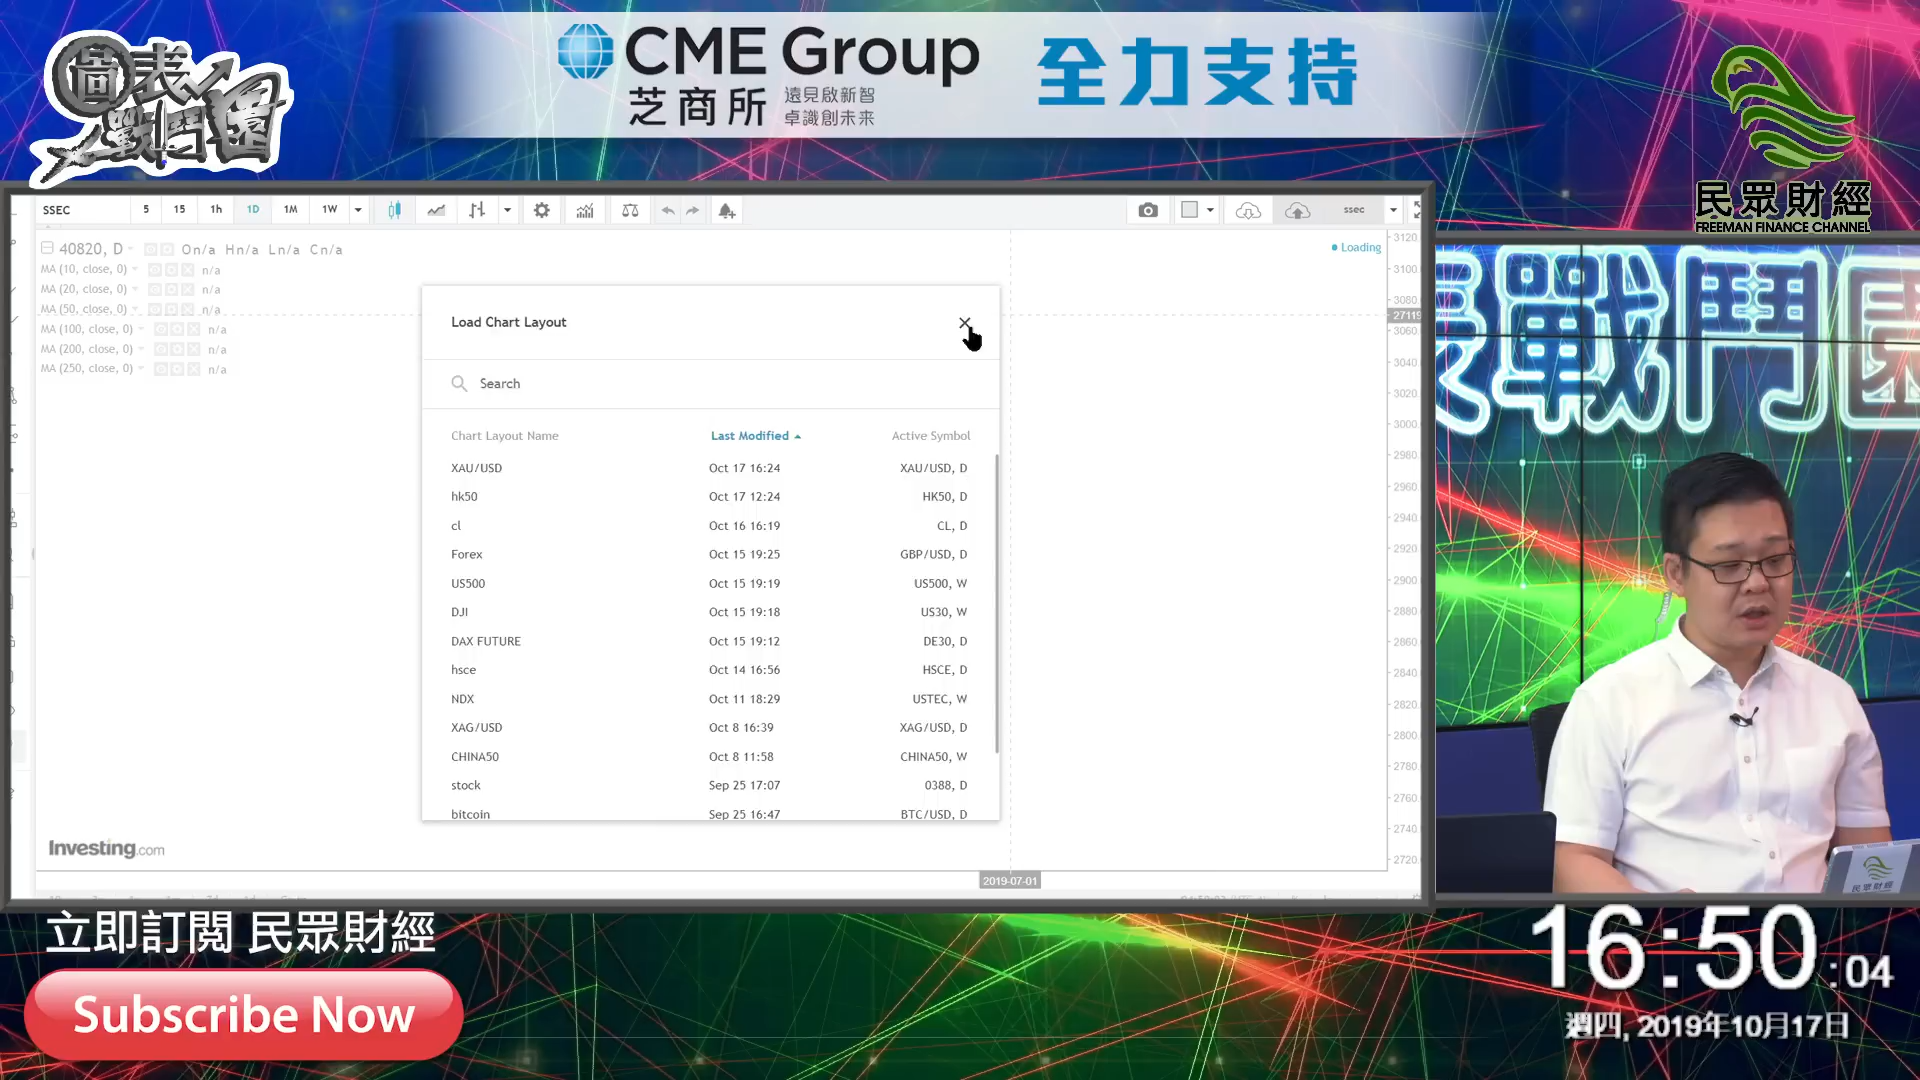 圖表
戰鬥圈
CME Group
芝商所
遠見啟新智
卓識創未來
全力支持
民眾財經
FREEMAN FINANCE CHANNEL
SSEC 5 15 1h 1D 1M 1W ssec
40820, D On/a Hn/a Ln/a Cn/a
Loading
MA (10, close, 0) n/a
MA (20, close, 0) n/a
MA (50, close, 0) n/a
MA (100, close, 0) n/a
MA (200, close, 0) n/a
MA (250, close, 0) n/a
Load Chart Layout
Search
Chart Layout Name Last Modified Active Symbol
XAU/USD Oct 17 16:24 XAU/USD, D
hk50 Oct 17 12:24 HK50, D
cl Oct 16 16:19 CL, D
Forex Oct 15 19:25 GBP/USD, D
US500 Oct 15 19:19 US500, W
DJI Oct 15 19:18 US30, W
DAX FUTURE Oct 15 19:12 DE30, D
hsce Oct 14 16:56 HSCE, D
NDX Oct 11 18:29 USTEC, W
XAG/USD Oct 8 16:39 XAG/USD, D
CHINA50 Oct 8 11:58 CHINA50, W
stock Sep 25 17:07 0388, D
bitcoin Sep 25 16:47 BTC/USD, D
3120
3100
3080
27119
3060
3040
3020
3000
2980
2960
2940
2920
2900
2880
2860
2840
2820
2800
2780
2760
2740
2720
Investing.com
2019-07-01
表戰鬥圈
民眾財經
立即訂閱 民眾財經
Subscribe Now
16:50:04
週四, 2019年10月17日